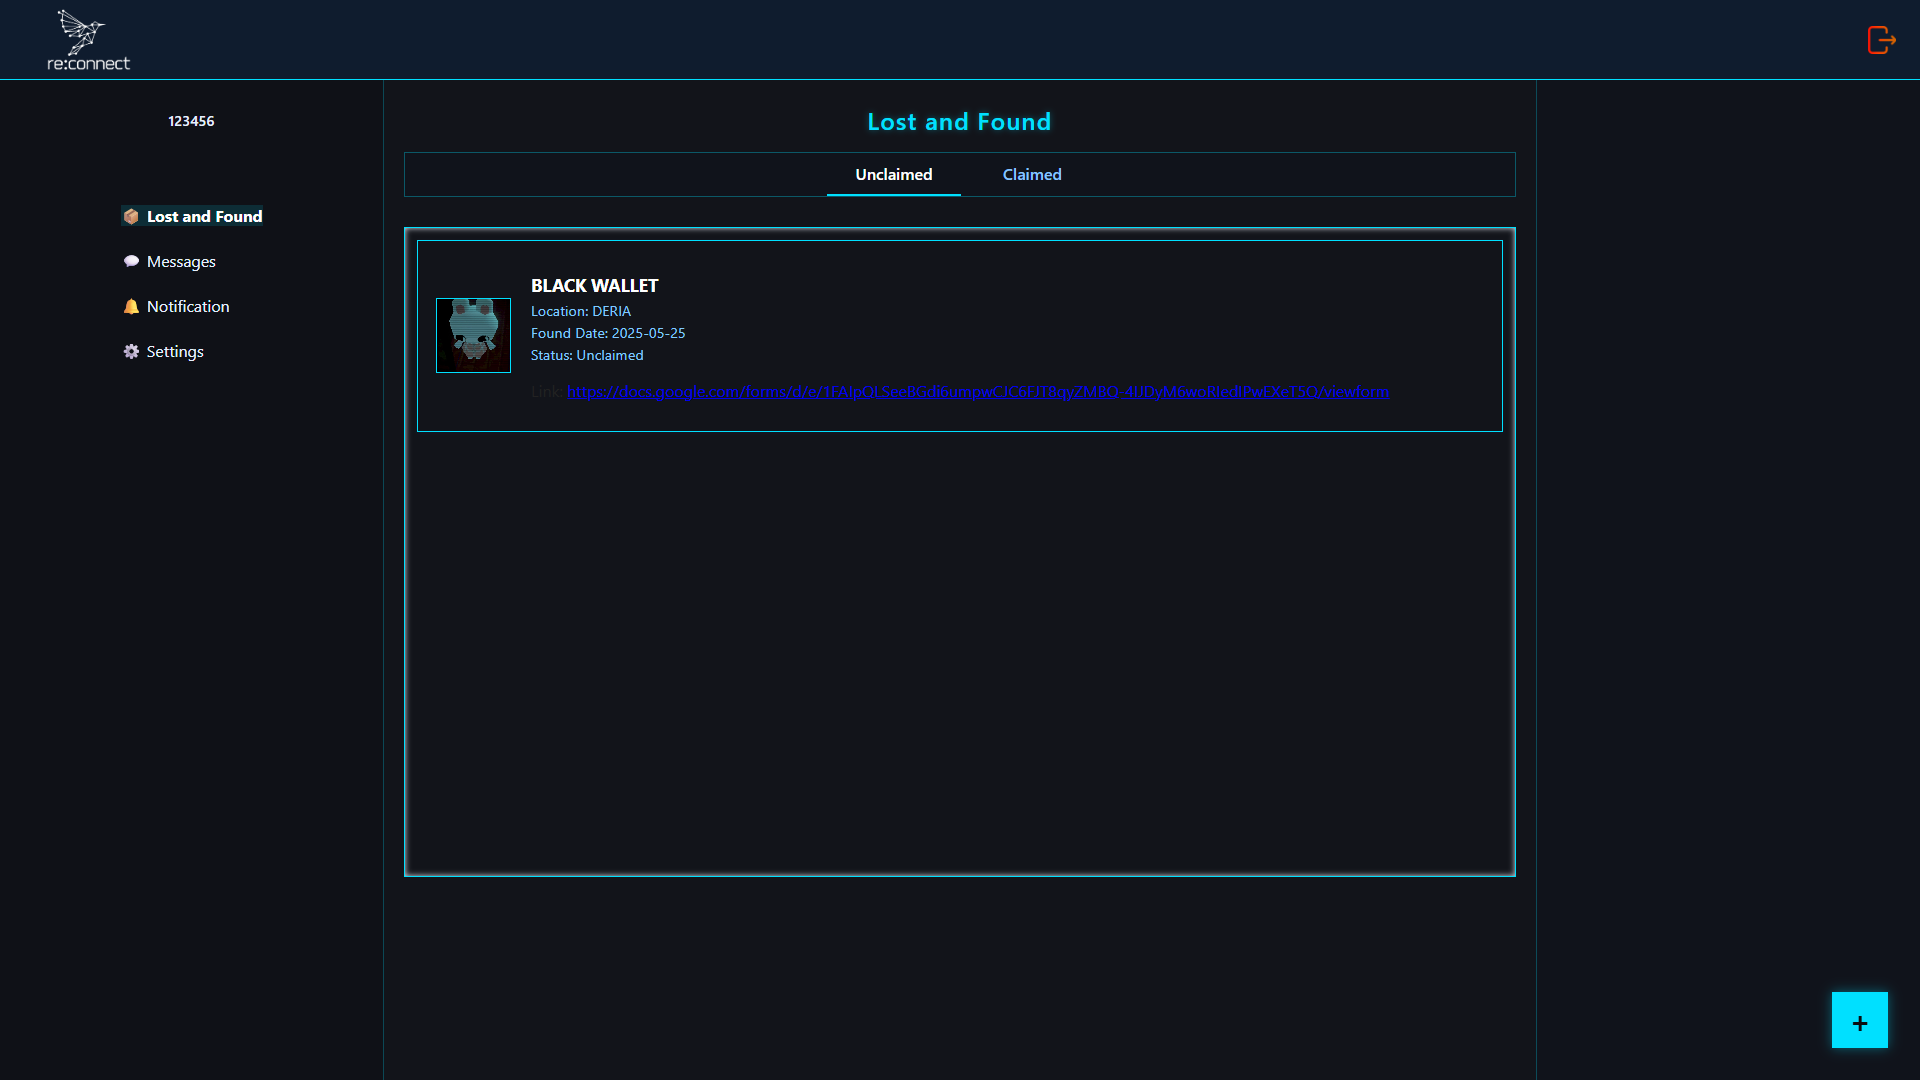 re:connect
123456
Lost and Found
Messages
Notification
Settings
Lost and Found
Unclaimed Claimed
BLACK WALLET
Location: DERIA
Found Date: 2025-05-25
Status: Unclaimed
Link:
+